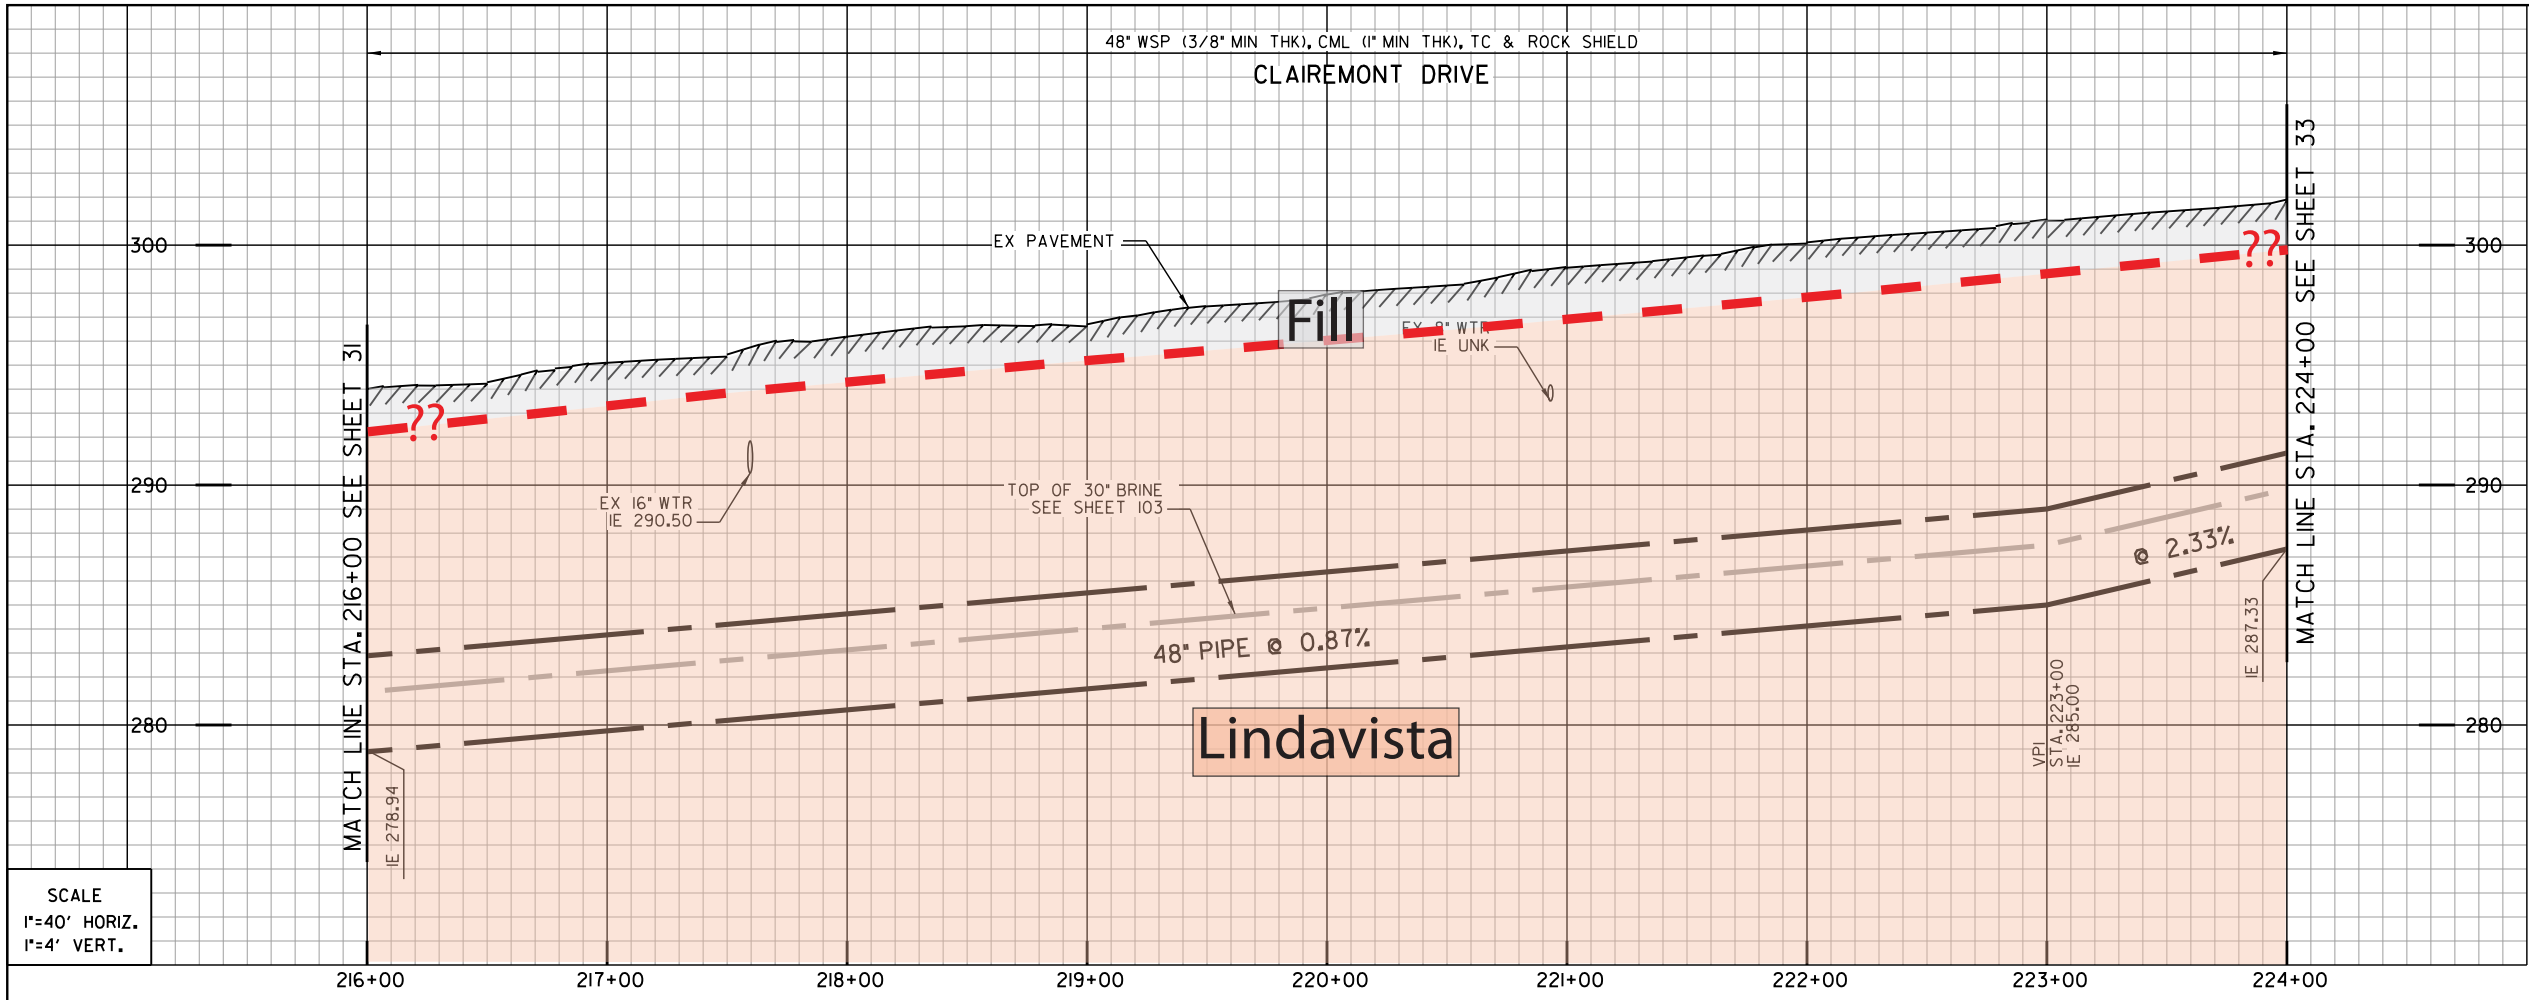 48" WSP (3/8" MIN THK), CML (1" MIN THK), TC & ROCK SHIELD
CLAIREMONT DRIVE
MATCH LINE STA. 216+00 SEE SHEET 31
MATCH LINE STA. 224+00 SEE SHEET 33
300
300
EX PAVEMENT
??
Fill
EX 8" WTR
IE UNK
??
290
290
EX 16" WTR
IE 290.50
TOP OF 30" BRINE
SEE SHEET 103
@ 2.33%
48" PIPE @ 0.87%
IE 287.33
280
280
Lindavista
VPI
STA. 223+00
IE 285.00
IE 278.94
SCALE
1"=40' HORIZ.
1"=4' VERT.
216+00 217+00 218+00 219+00 220+00 221+00 222+00 223+00 224+00